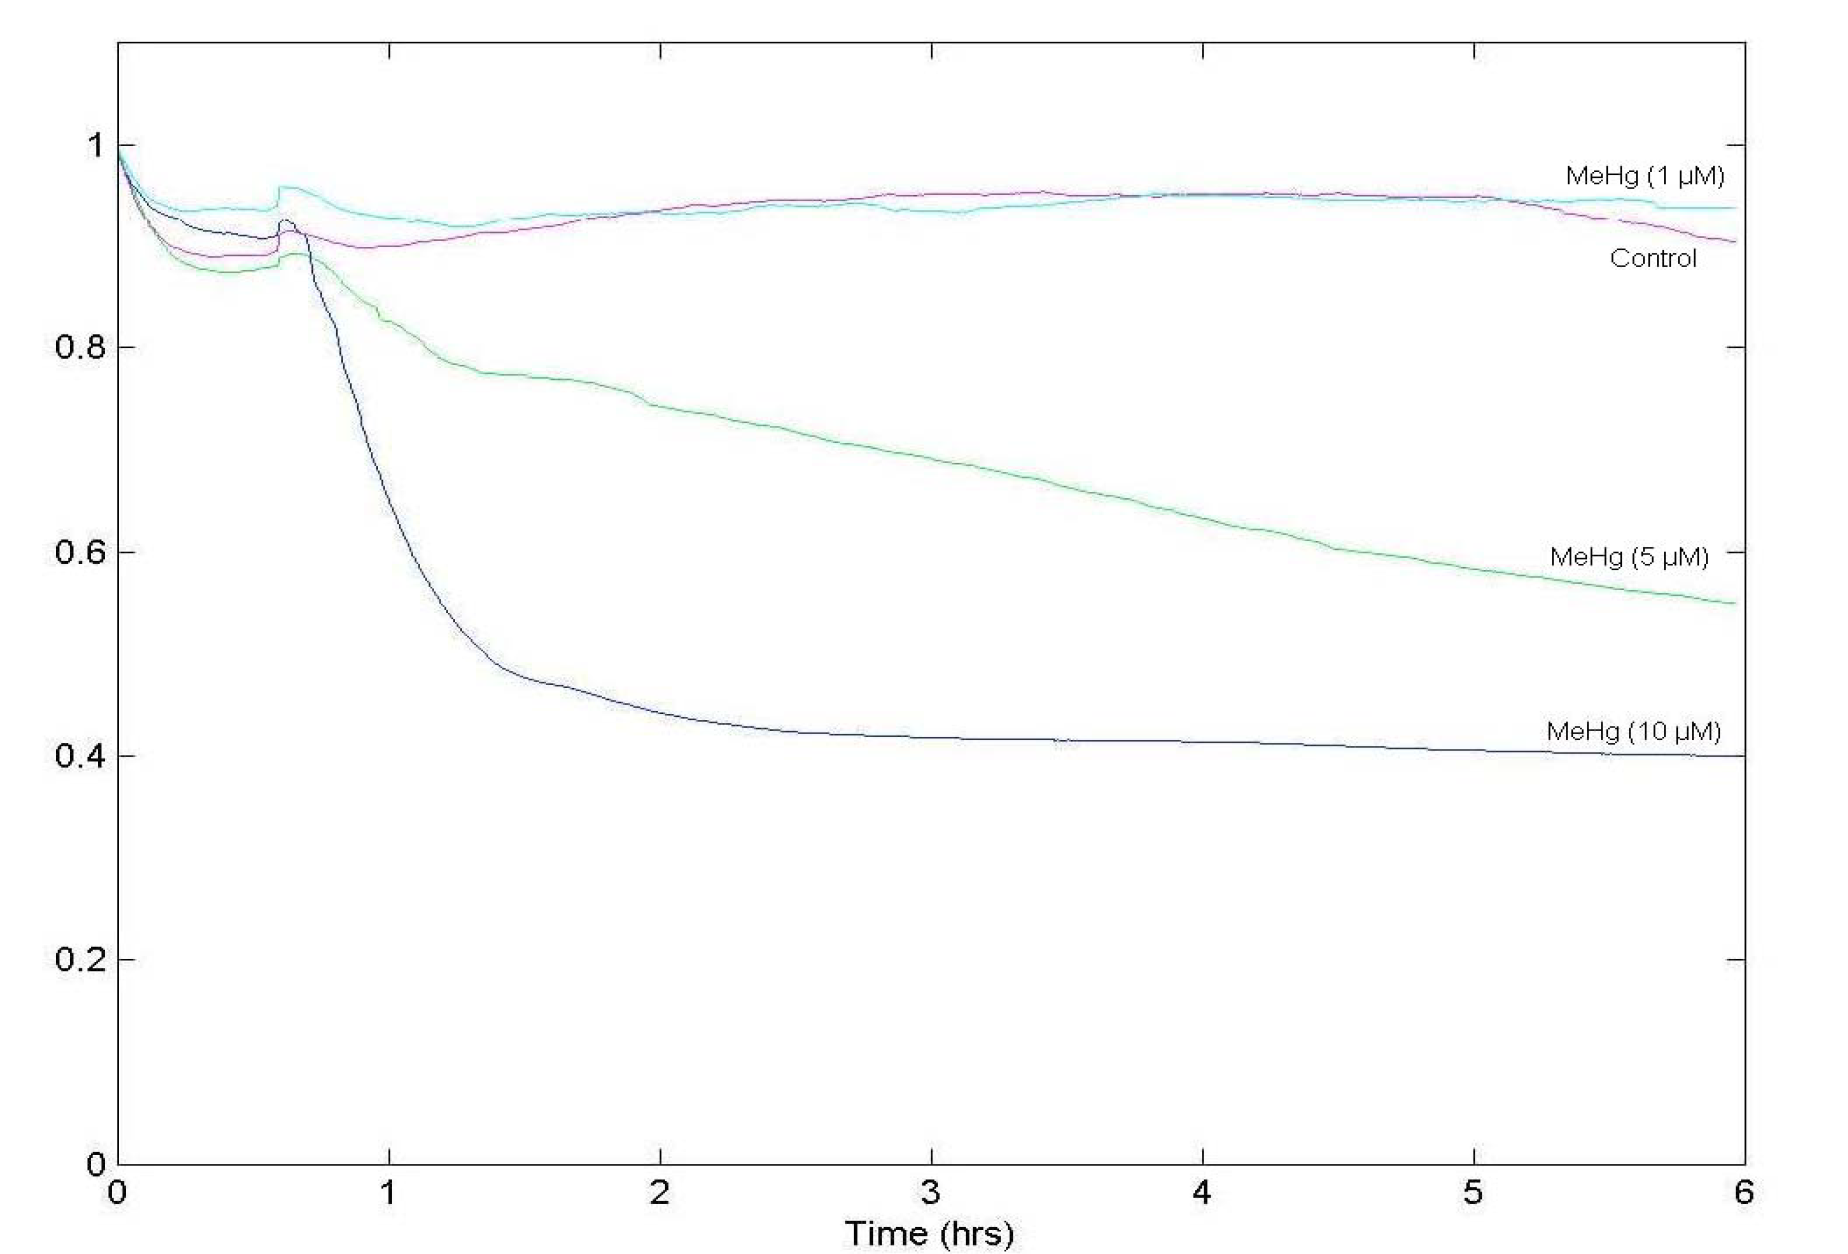 1
MeHg (1 µM)
Control
0.8
0.6
MeHg (5 µM)
MeHg (10 µM)
0.4
0.2
0
0 1 2 3 4 5 6
Time (hrs)